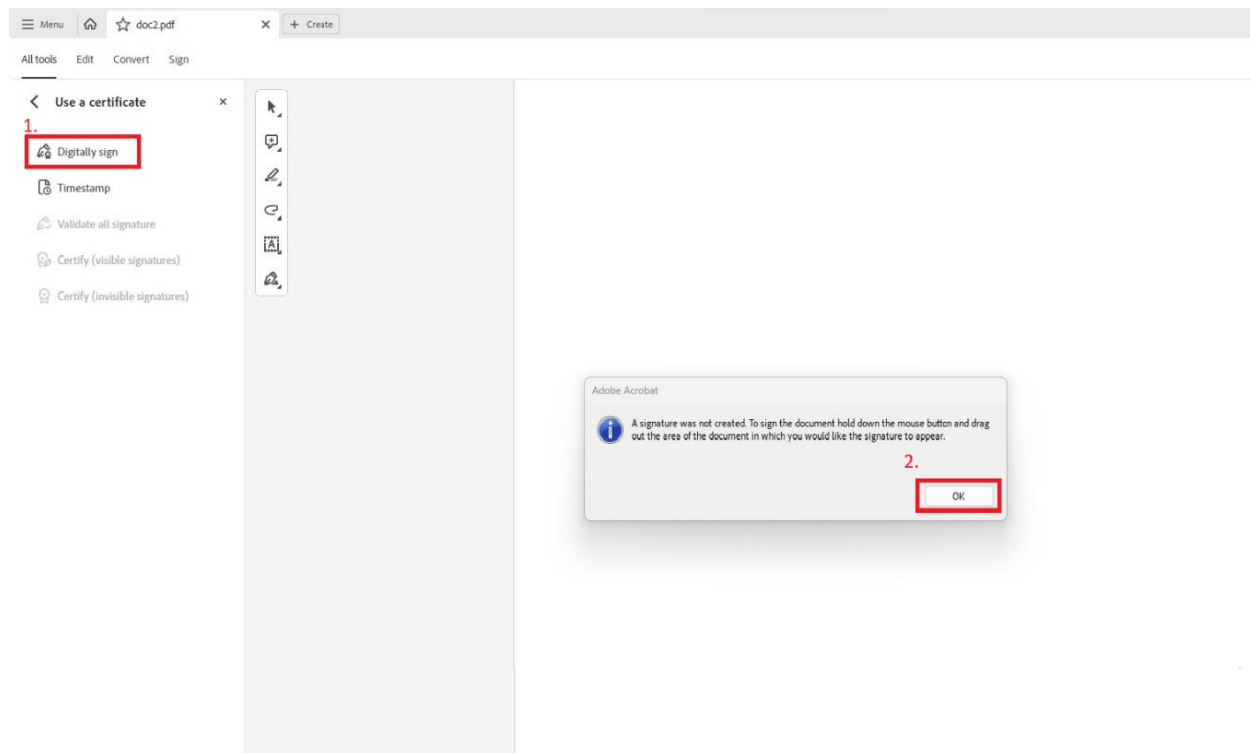 Menu
doc2.pdf
Create
All tools Edit Convert Sign
Use a certificate
1.
Digitally sign
Timestamp
Validate all signature
Certify (visible signatures)
Certify (invisible signatures)
A
Adobe Acrobat
A signature was not created. To sign the document hold down the mouse button and drag
out the area of the document in which you would like the signature to appear.
2.
OK